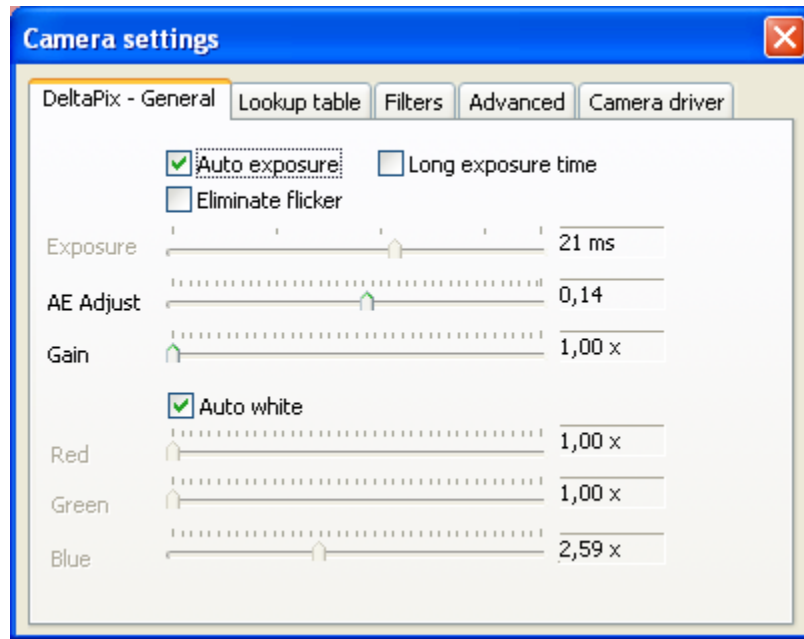 Camera settings
DeltaPix - General Lookup table Filters Advanced Camera driver
Auto exposure Long exposure time
Eliminate flicker
Exposure 21 ms
AE Adjust 0,14
Gain 1,00 x
Auto white
Red 1,00 x
Green 1,00 x
Blue 2,59 x